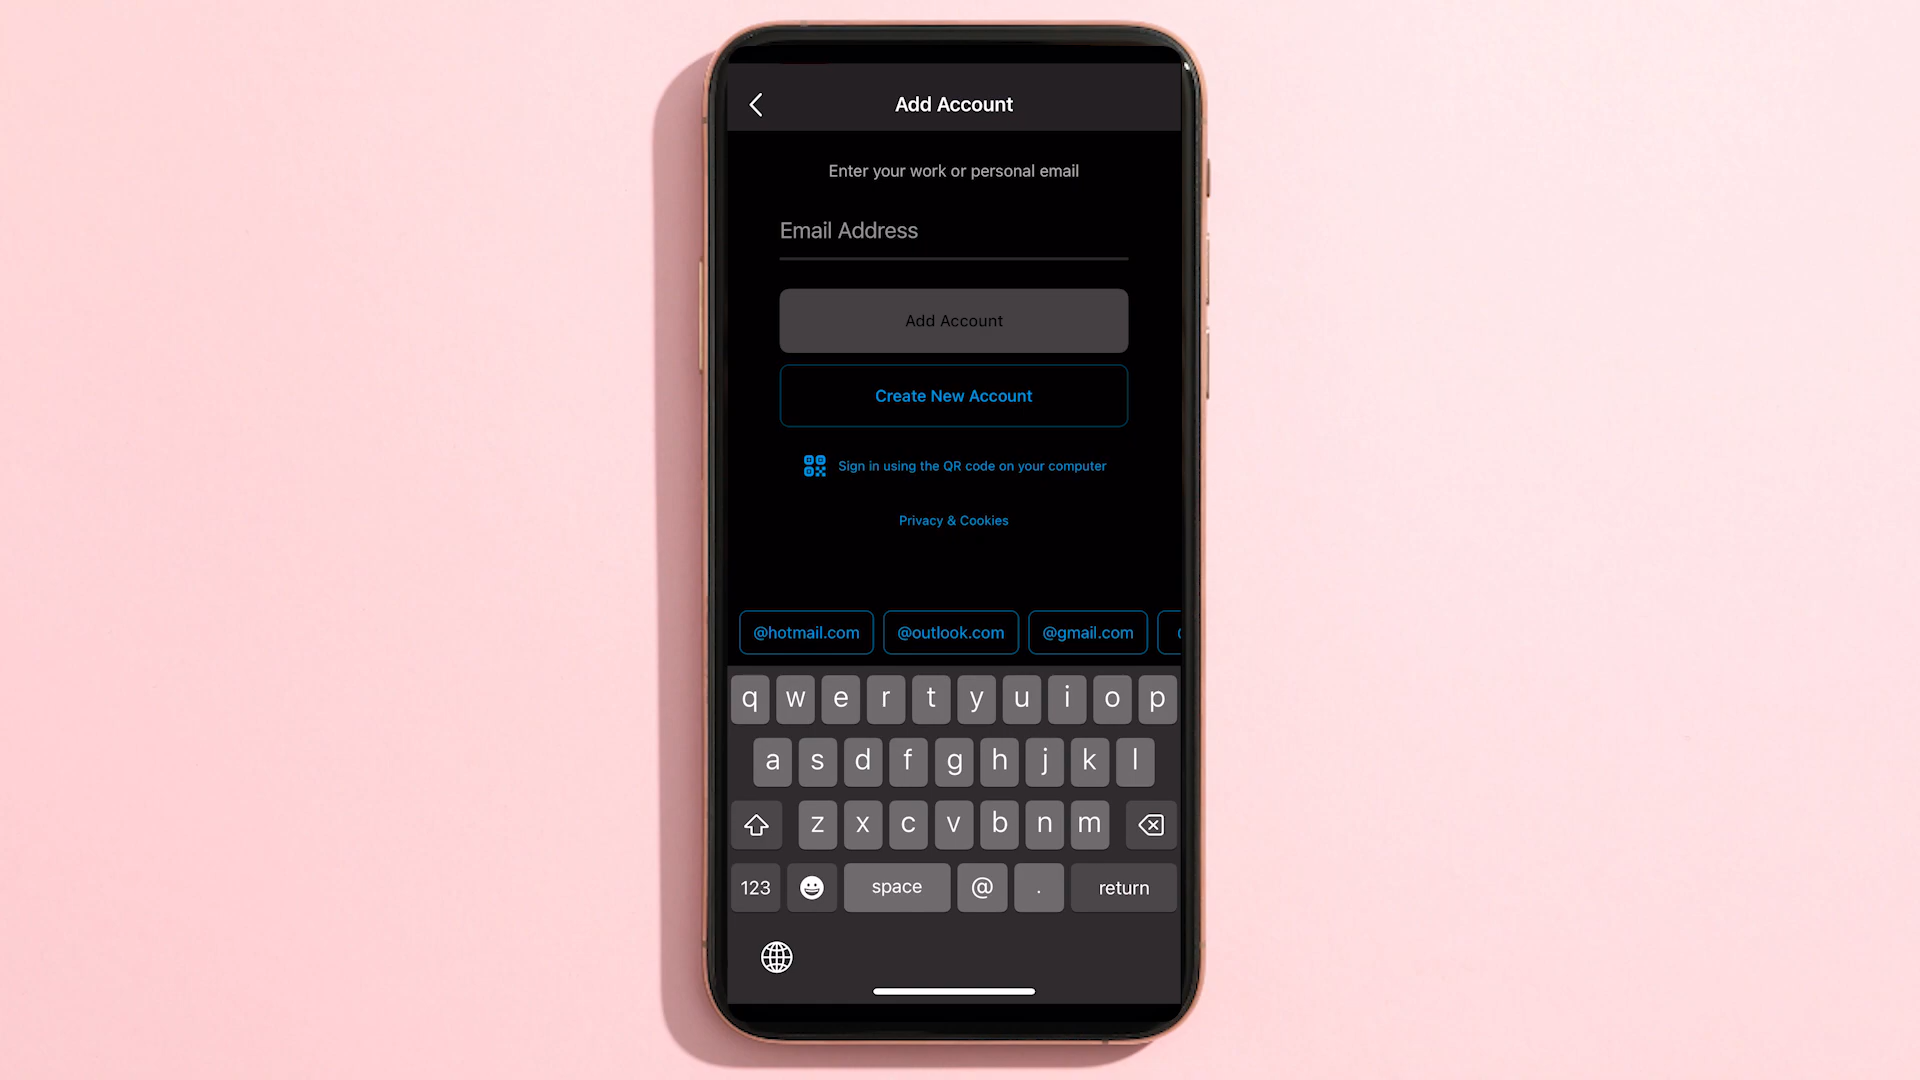 Add Account
Enter your work or personal email
Email Address
Add Account
Create New Account
Sign in using the QR code on your computer
Privacy & Cookies
@hotmail.com @outlook.com @gmail.com
q w e r t y u i o p
a s d f g h j k l
z x c v b n m
123 space @ . return